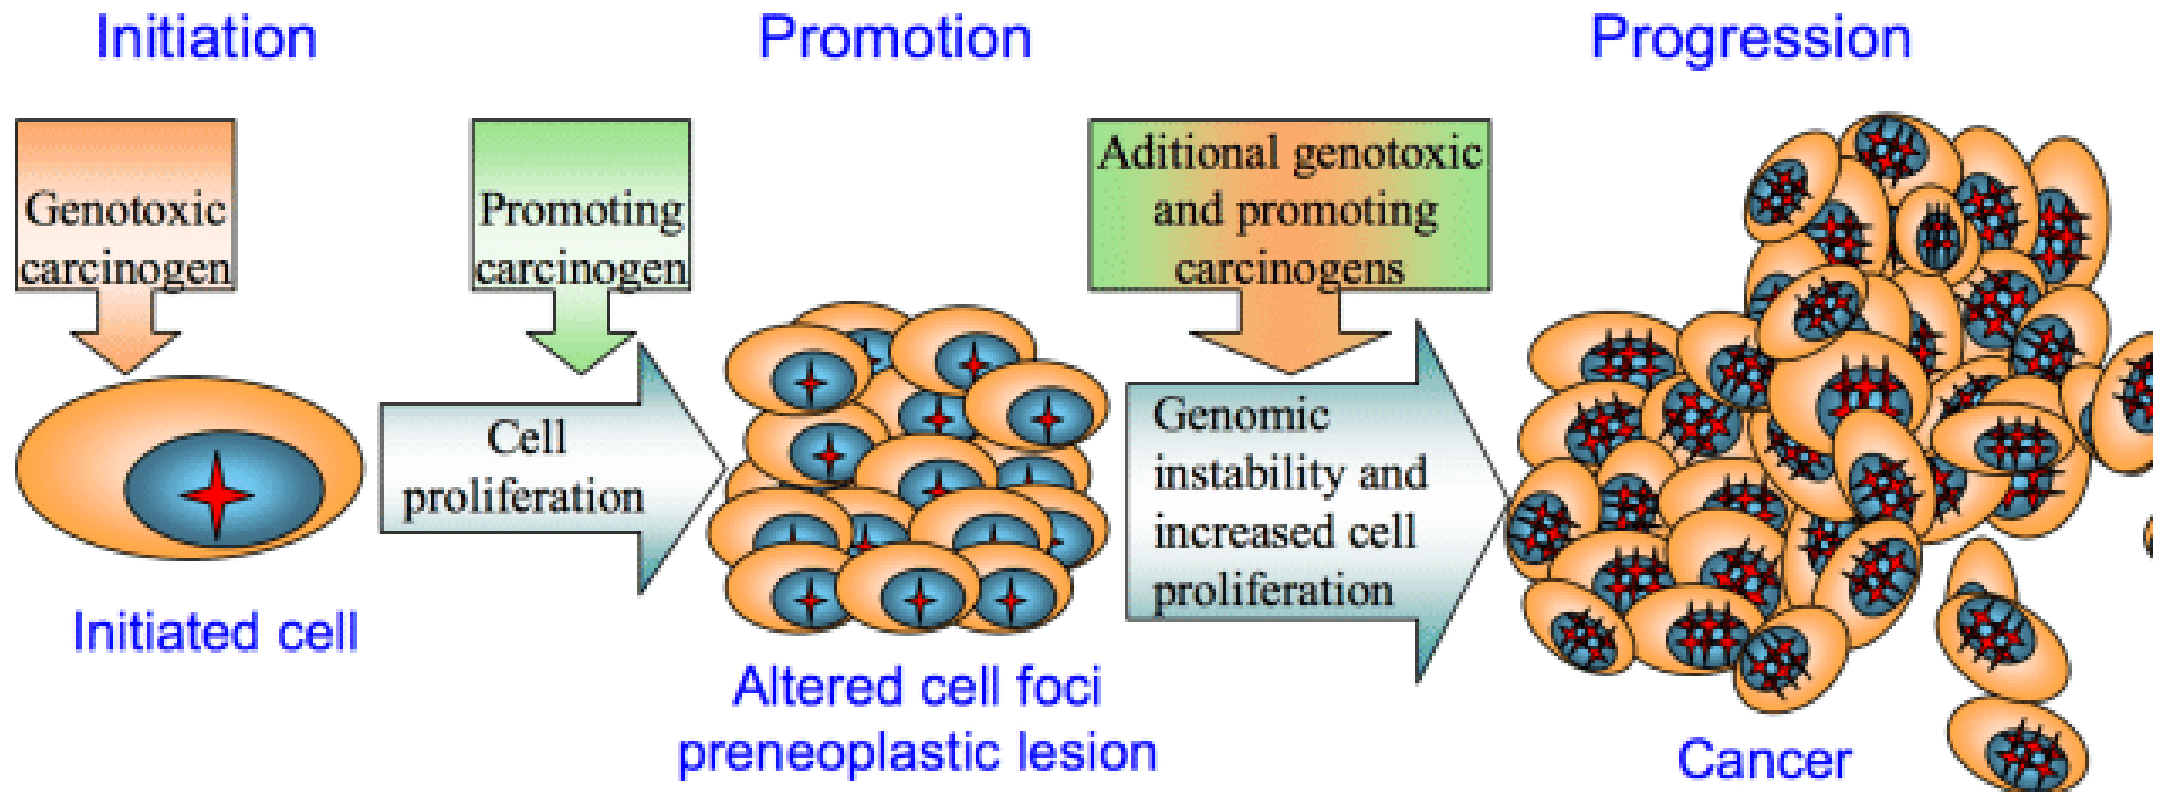 Initiation
Promotion
Progression
Genotoxic
carcinogen
Promoting
carcinogen
Aditional genotoxic
and promoting
carcinogens
Cell
proliferation
Genomic
instability and
increased cell
proliferation
Initiated cell
Altered cell foci
preneoplastic lesion
Cancer